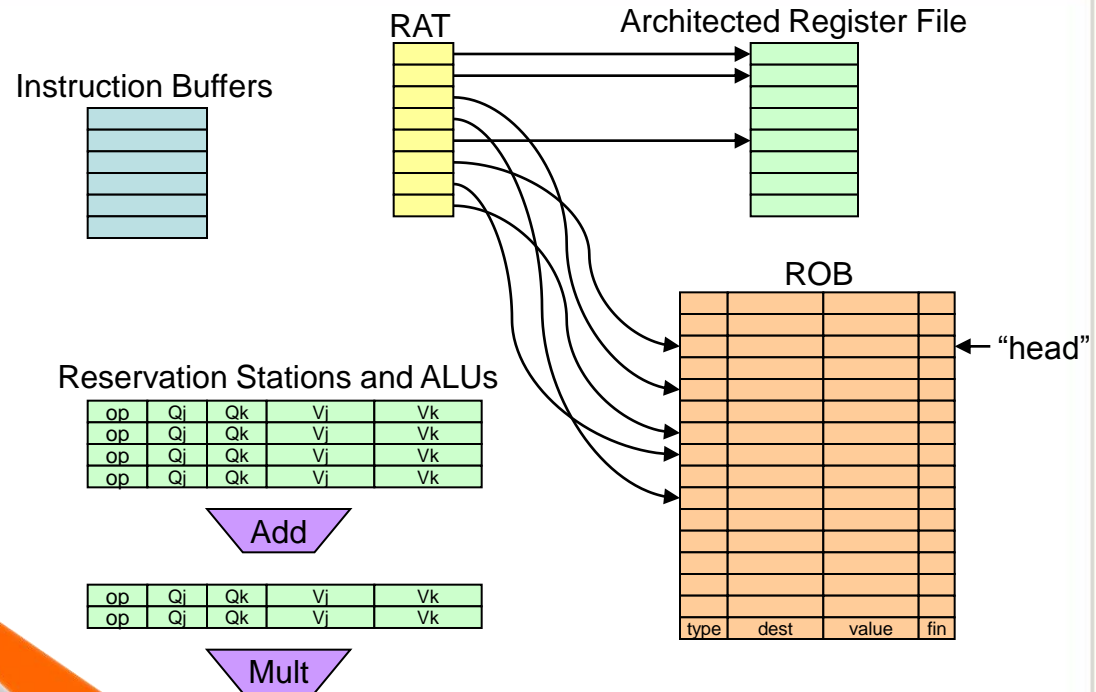 RAT
Architected Register File
Instruction Buffers
ROB
"head"
Reservation Stations and ALUs
op Qj Qk Vj Vk
op Qj Qk Vj Vk
op Qj Qk Vj Vk
op Qj Qk Vj Vk
Add
op Qj Qk Vj Vk
op Qj Qk Vj Vk
type dest value fin
Mult